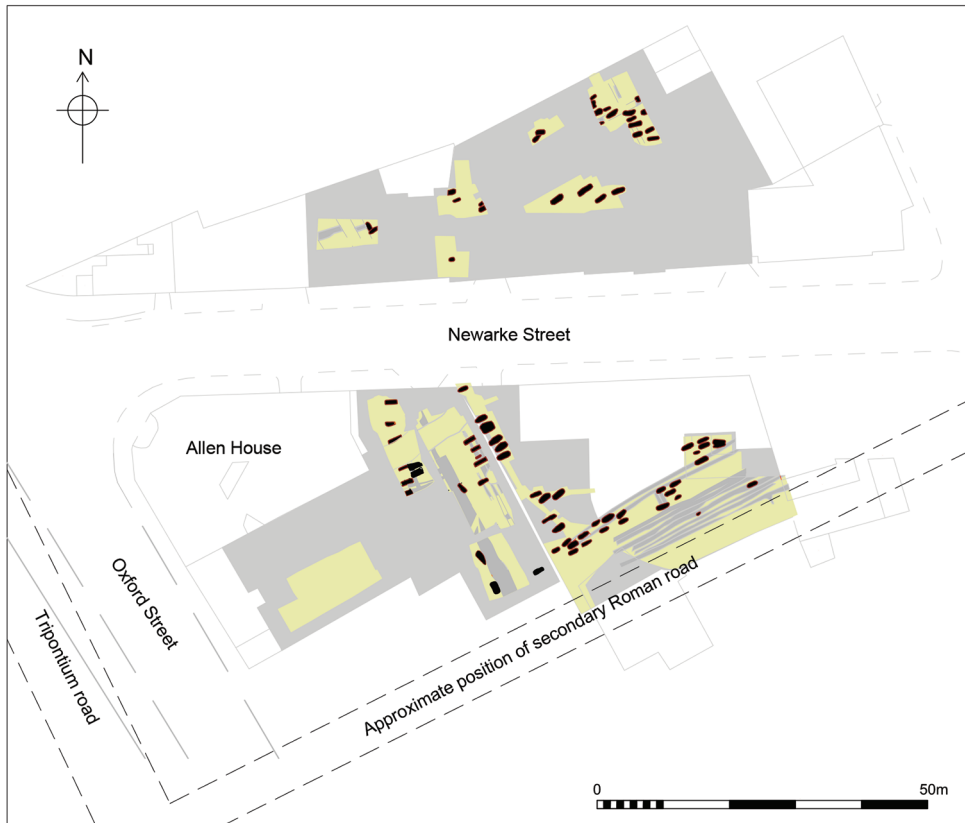 N
Newarke Street
Allen House
Oxford Street
Tripontium road
Approximate position of secondary Roman road
0 50m